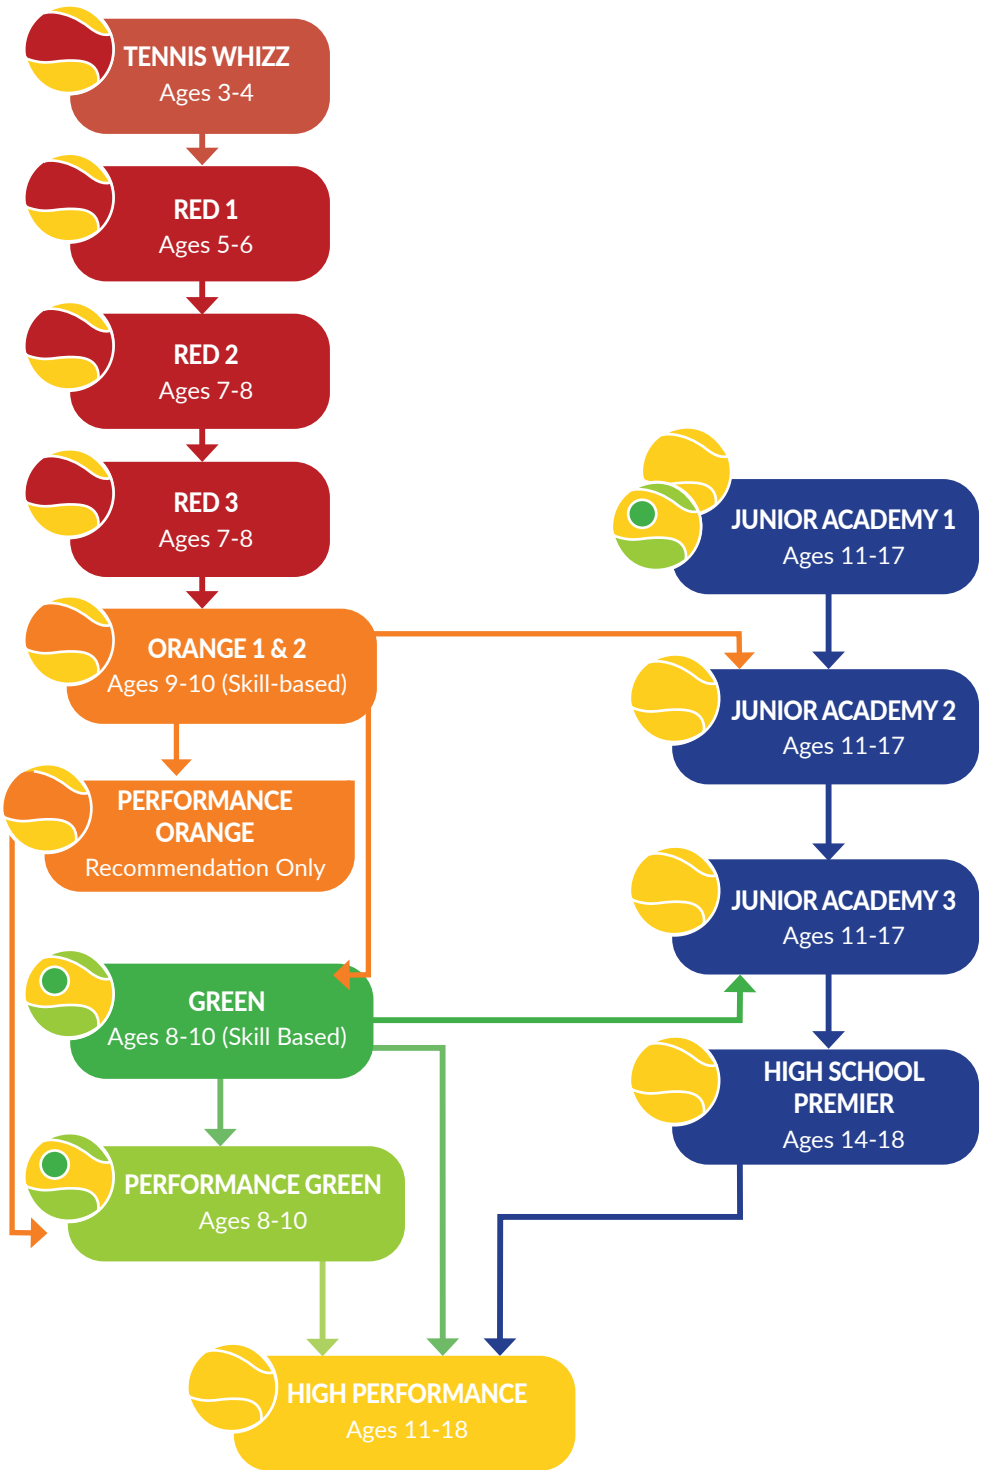 TENNIS WHIZZ
Ages 3-4
RED 1
Ages 5-6
RED 2
Ages 7-8
RED 3
Ages 7-8
ORANGE 1 & 2
Ages 9-10 (Skill-based)
PERFORMANCE
ORANGE
Recommendation Only
GREEN
Ages 8-10 (Skill Based)
PERFORMANCE GREEN
Ages 8-10
JUNIOR ACADEMY 1
Ages 11-17
JUNIOR ACADEMY 2
Ages 11-17
JUNIOR ACADEMY 3
Ages 11-17
HIGH SCHOOL
PREMIER
Ages 14-18
HIGH PERFORMANCE
Ages 11-18